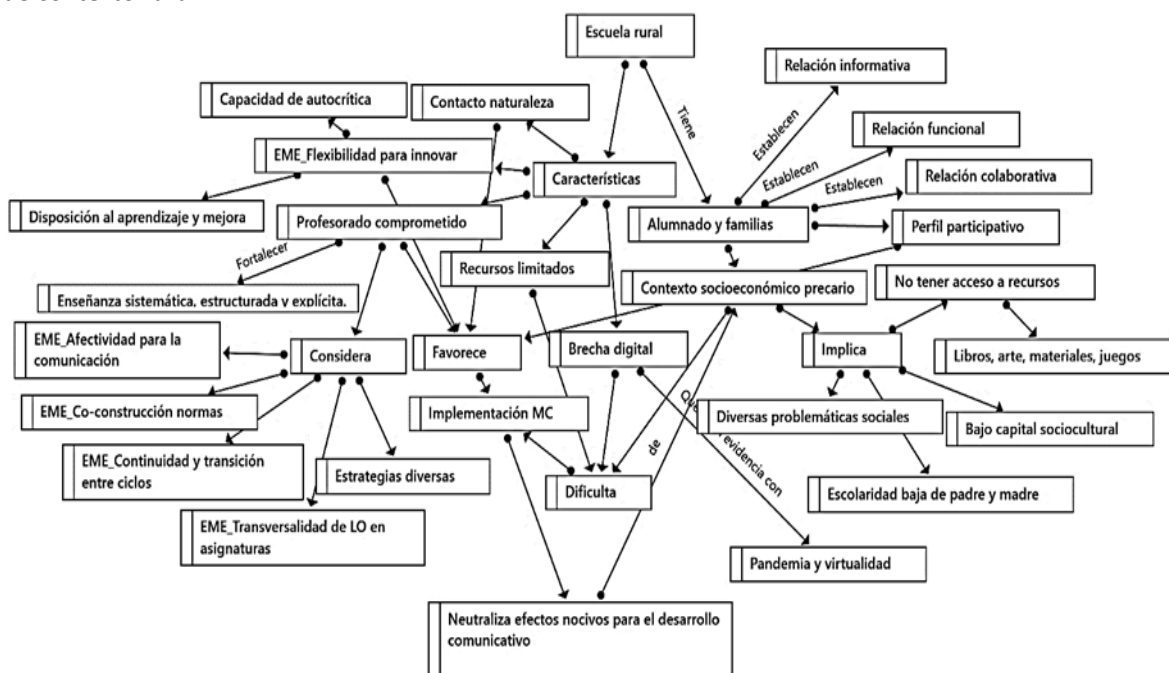 Escuela rural
Relación informativa
Capacidad de autocrítica
Contacto naturaleza
Tiene
Establecen
Relación funcional
EME_Flexibilidad para innovar
Establecen
Establecen
Relación colaborativa
Características
Disposición al aprendizaje y mejora
Profesorado comprometido
Alumnado y familias
Perfil participativo
Fortalecer
Recursos limitados
Contexto socioeconómico precario
No tener acceso a recursos
Enseñanza sistemática, estructurada y explícita.
EME_Afectividad para la
comunicación
Considera
Favorece
Brecha digital
Implica
Libros, arte, materiales, juegos
EME_Co-construcción normas
Implementación MC
Diversas problemáticas sociales
Bajo capital sociocultural
EME_Continuidad y transición
entre ciclos
Estrategias diversas
Dificulta
de
evidencia con
Escolaridad baja de padre y madre
EME_Transversalidad de LO en
asignaturas
Pandemia y virtualidad
Neutraliza efectos nocivos para el desarrollo
comunicativo